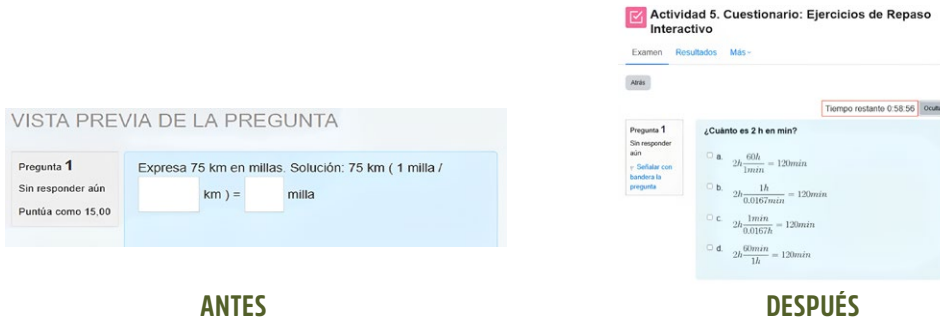 VISTA PREVIA DE LA PREGUNTA
Pregunta 1
Sin responder aún
Puntúa como 15,00
Expresa 75 km en millas. Solución: 75 km ( 1 milla /
km ) = milla
ANTES
Actividad 5. Cuestionario: Ejercicios de Repaso
Interactivo
Examen Resultados Más
Atrás
Tiempo restante 0:58:56
Pregunta 1
Sin responder
aún
Señalar con
bandera la
pregunta
¿Cuánto es 2 h en min?
a. 2h 60h/1min = 120min
b. 2h 1h/0.0167min = 120min
c. 2h 1min/0.0167h = 120min
d. 2h 60min/1h = 120min
DESPUÉS